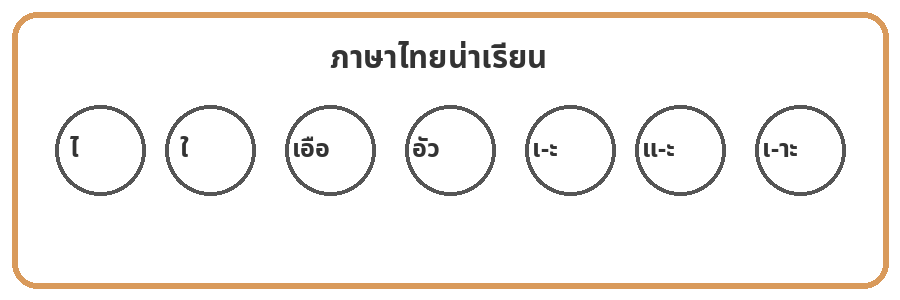 ภาษาไทยน่าเรียน
ไ ใ เอือ อัว เ-ะ แ-ะ เ-าะ